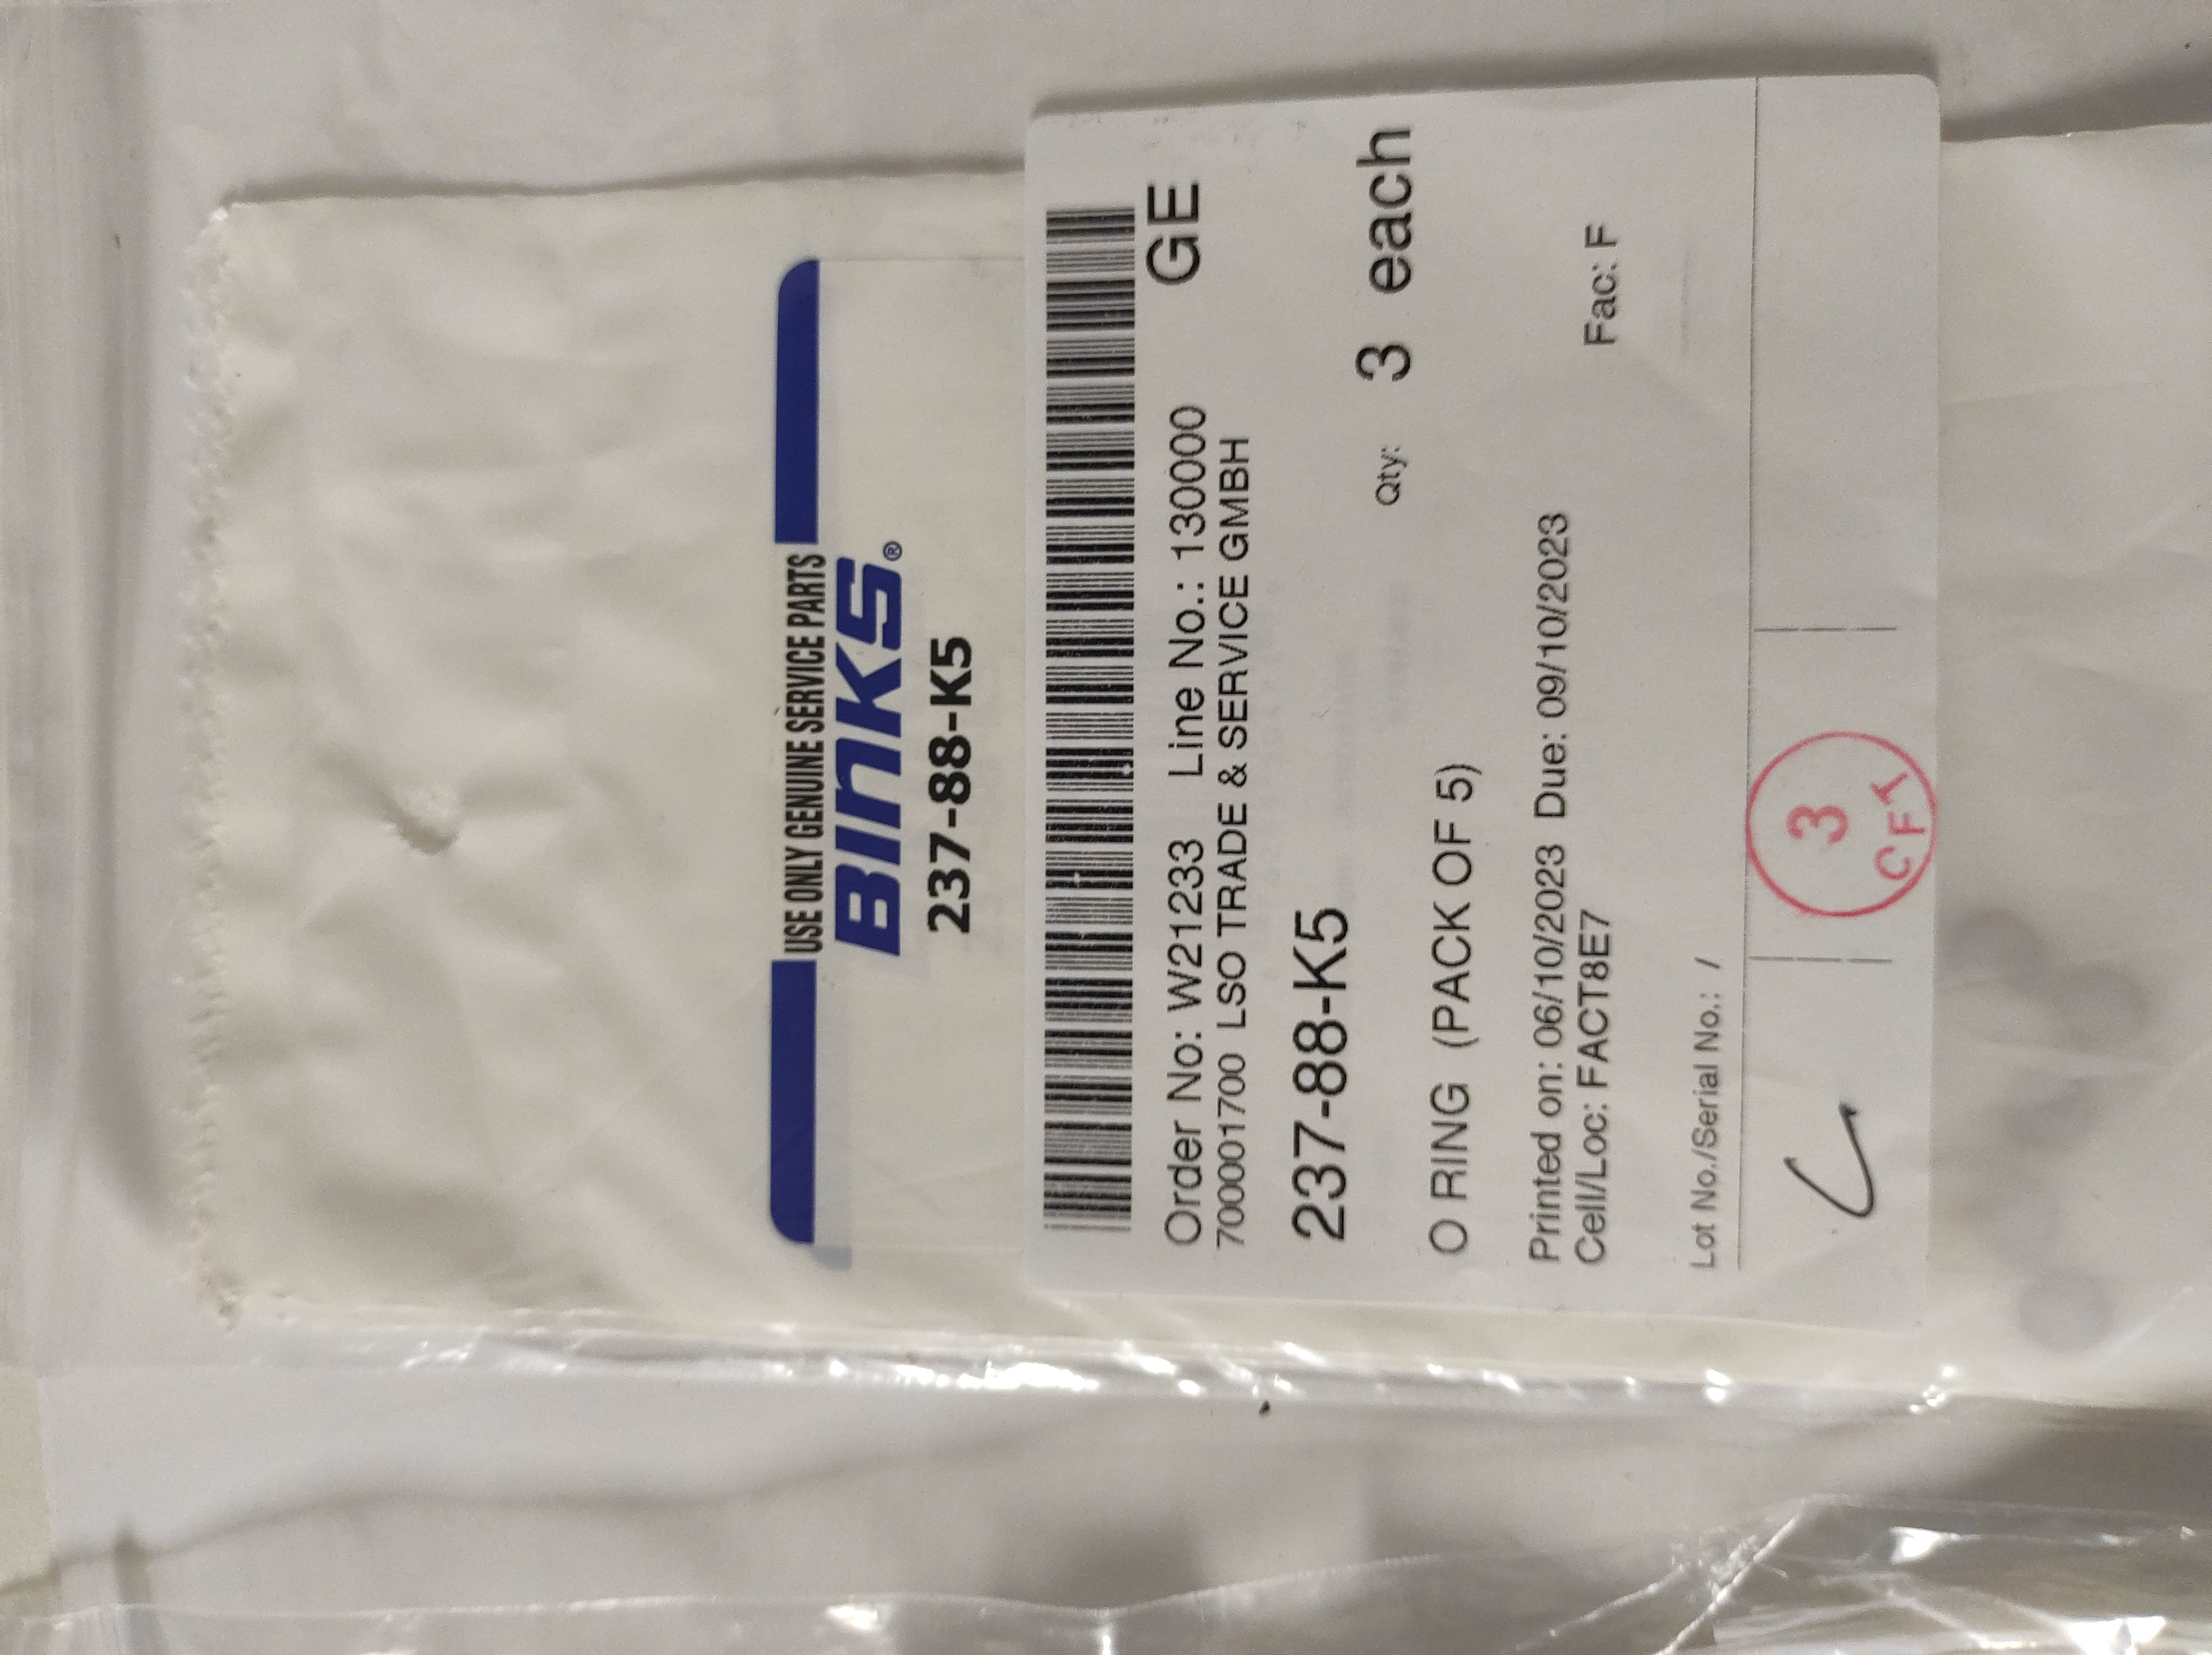 USE ONLY GENUINE SERVICE PARTS
BINKS®
237-88-K5
Order No: W21233 Line No.: 130000 GE
700001700 LSO TRADE & SERVICE GMBH
237-88-K5
Qty: 3 each
O RING (PACK OF 5)
Printed on: 06/10/2023 Due: 09/10/2023
Cell/Loc: FACT8E7 Fac: F
Lot No./Serial No.: /
3
CFT